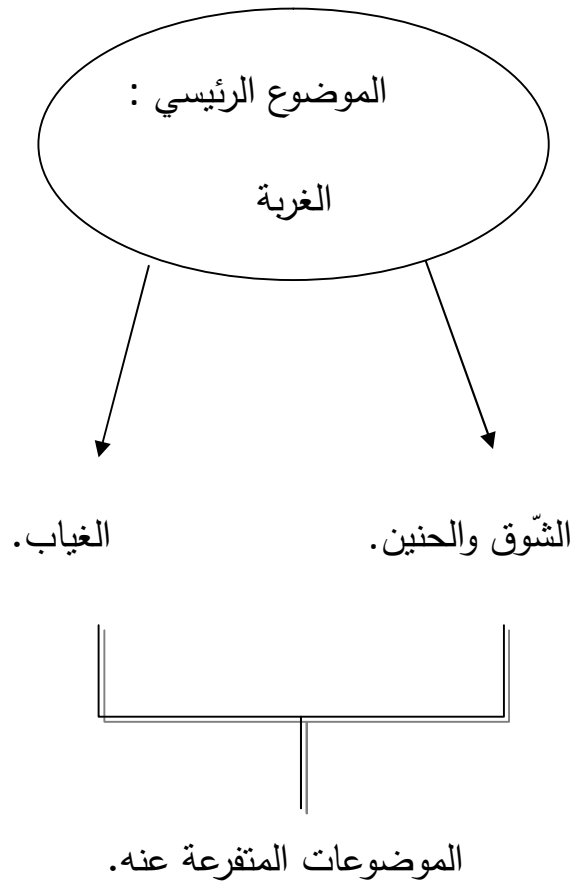 الموضوع الرئيسي :
الغربة
الشّوق والحنين.
الغياب.
الموضوعات المتفرعة عنه.